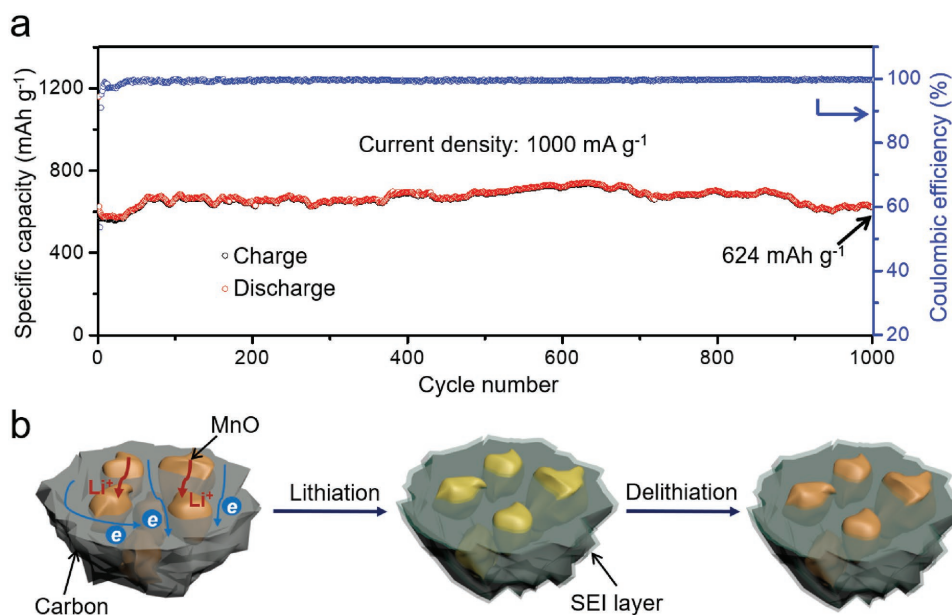 a
Specific capacity (mAh g⁻¹)
1200
800
400
0
Current density: 1000 mA g⁻¹
Charge
Discharge
624 mAh g⁻¹
100
80
60
40
20
Coulombic efficiency (%)
0
200
400
600
800
1000
Cycle number
b
MnO
Li⁺
Li⁺
e
e
e
Carbon
Lithiation
SEI layer
Delithiation